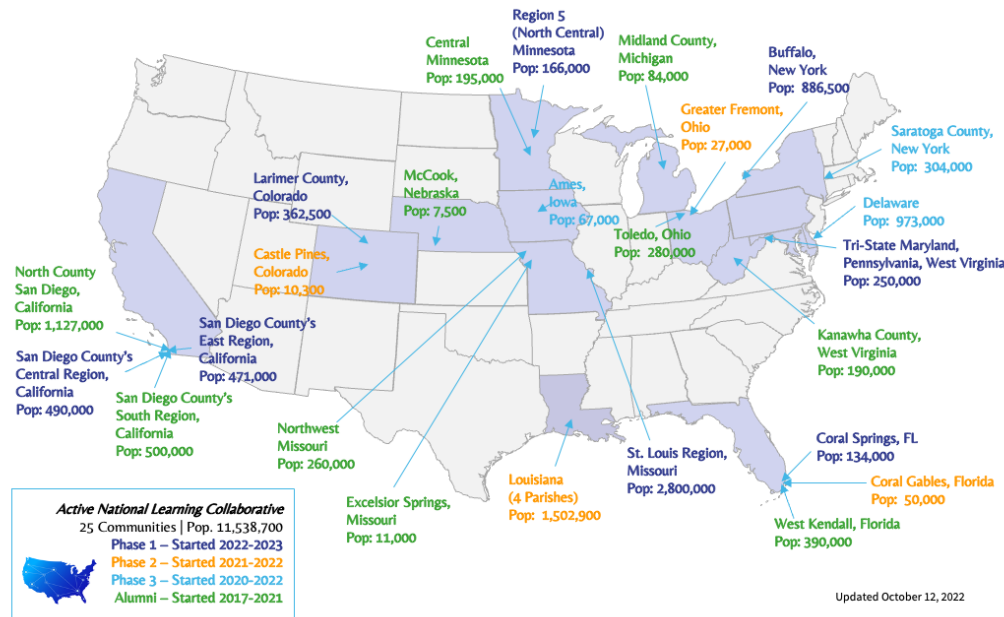 Region 5
(North Central)
Minnesota
Pop: 166,000
Central
Minnesota
Pop: 195,000
Midland County,
Michigan
Pop: 84,000
Buffalo,
New York
Pop: 886,500
Greater Fremont,
Ohio
Pop: 27,000
Saratoga County,
New York
Pop: 304,000
Larimer County,
Colorado
Pop: 362,500
McCook,
Nebraska
Pop: 7,500
Ames,
Iowa
Pop: 67,000
Delaware
Pop: 973,000
Toledo, Ohio
Pop: 280,000
Tri-State Maryland,
Pennsylvania, West Virginia
Pop: 250,000
Castle Pines,
Colorado
Pop: 10,300
North County
San Diego,
California
Pop: 1,127,000
San Diego County's
East Region,
California
Pop: 471,000
San Diego County's
Central Region,
California
Pop: 490,000
San Diego County's
South Region,
California
Pop: 500,000
Kanawha County,
West Virginia
Pop: 190,000
Northwest
Missouri
Pop: 260,000
Excelsior Springs,
Missouri
Pop: 11,000
Louisiana
(4 Parishes)
Pop: 1,502,900
St. Louis Region,
Missouri
Pop: 2,800,000
Coral Springs, FL
Pop: 134,000
Coral Gables, Florida
Pop: 50,000
West Kendall, Florida
Pop: 390,000
Active National Learning Collaborative
25 Communities | Pop. 11,538,700
Phase 1 – Started 2022-2023
Phase 2 – Started 2021-2022
Phase 3 – Started 2020-2022
Alumni – Started 2017-2021
Updated October 12, 2022